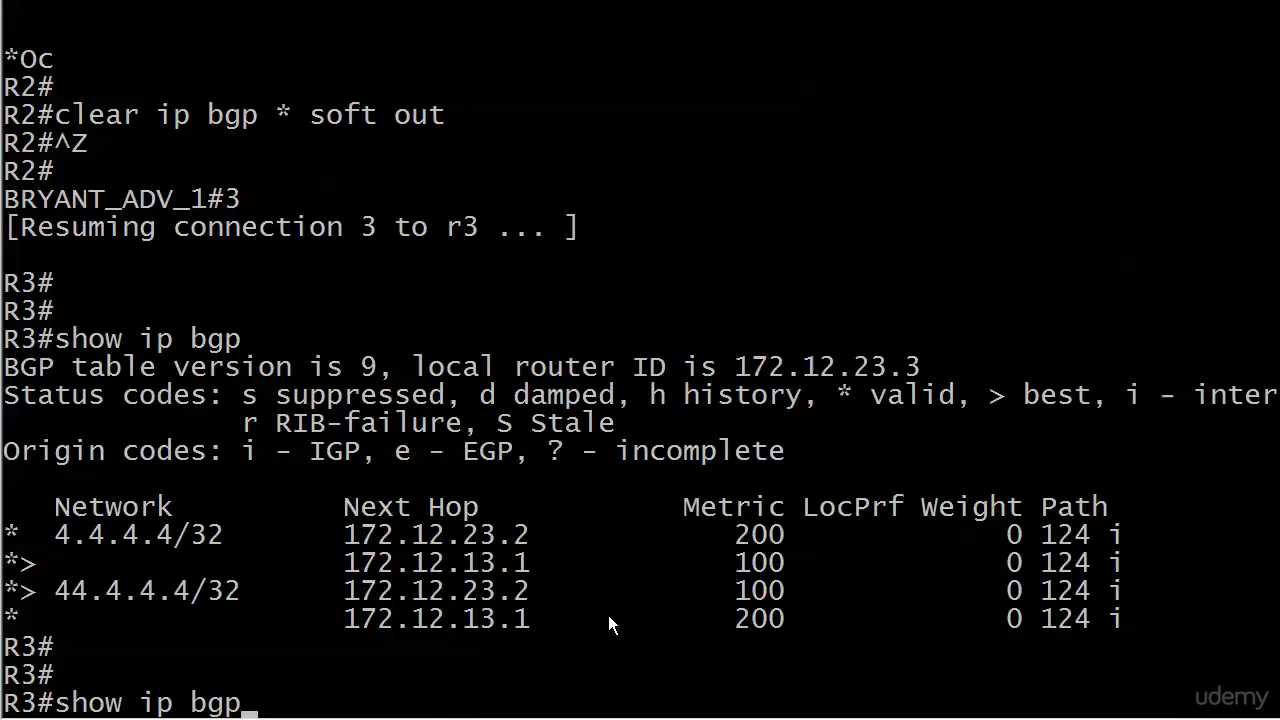 *Oc
R2#
R2#clear ip bgp * soft out
R2#^Z
R2#
BRYANT_ADV_1#3
[Resuming connection 3 to r3 ... ]
R3#
R3#
R3#show ip bgp
BGP table version is 9, local router ID is 172.12.23.3
Status codes: s suppressed, d damped, h history, * valid, > best, i - inter
r RIB-failure, S Stale
Origin codes: i - IGP, e - EGP, ? - incomplete
Network Next Hop Metric LocPrf Weight Path
* 4.4.4.4/32 172.12.23.2 200 0 124 i
*> 172.12.13.1 100 0 124 i
*> 44.4.4.4/32 172.12.23.2 100 0 124 i
* 172.12.13.1 200 0 124 i
R3#
R3#
R3#show ip bgp_
udemy